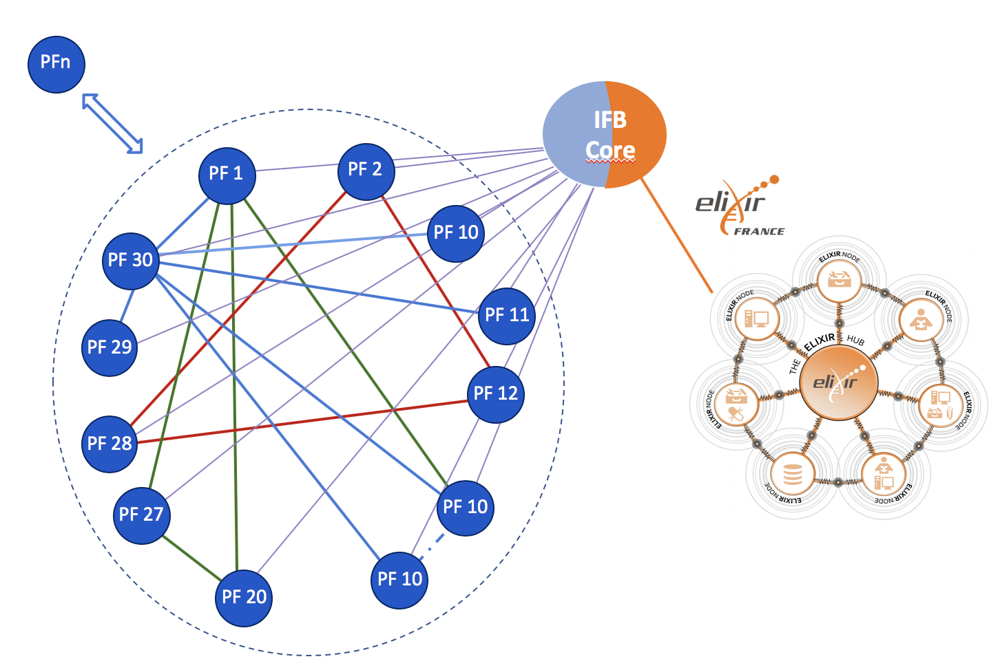 PFn
PF 1
PF 2
IFB
Core
PF 10
PF 30
PF 11
PF 29
PF 12
PF 28
PF 27
PF 10
PF 10
PF 20
elixir
FRANCE
ELIXIR NODE
ELIXIR NODE
ELIXIR NODE
THE ELIXIR HUB
elixir
ELIXIR NODE
ELIXIR NODE
ELIXIR NODE
ELIXIR NODE